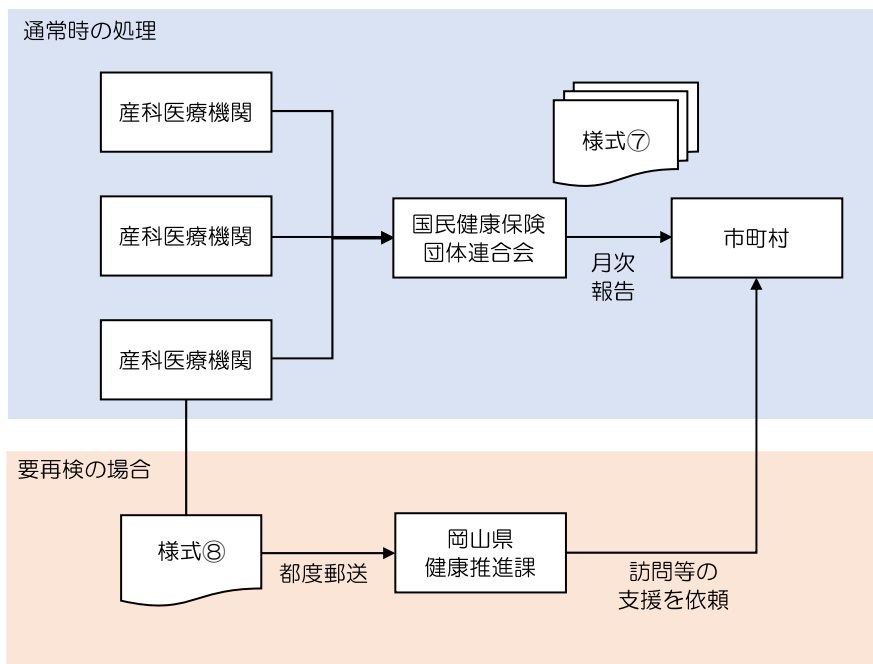 通常時の処理
産科医療機関
様式⑦
産科医療機関
国民健康保険
団体連合会
市町村
月次
報告
産科医療機関
要再検の場合
様式⑧
都度郵送
岡山県
健康推進課
訪問等の
支援を依頼